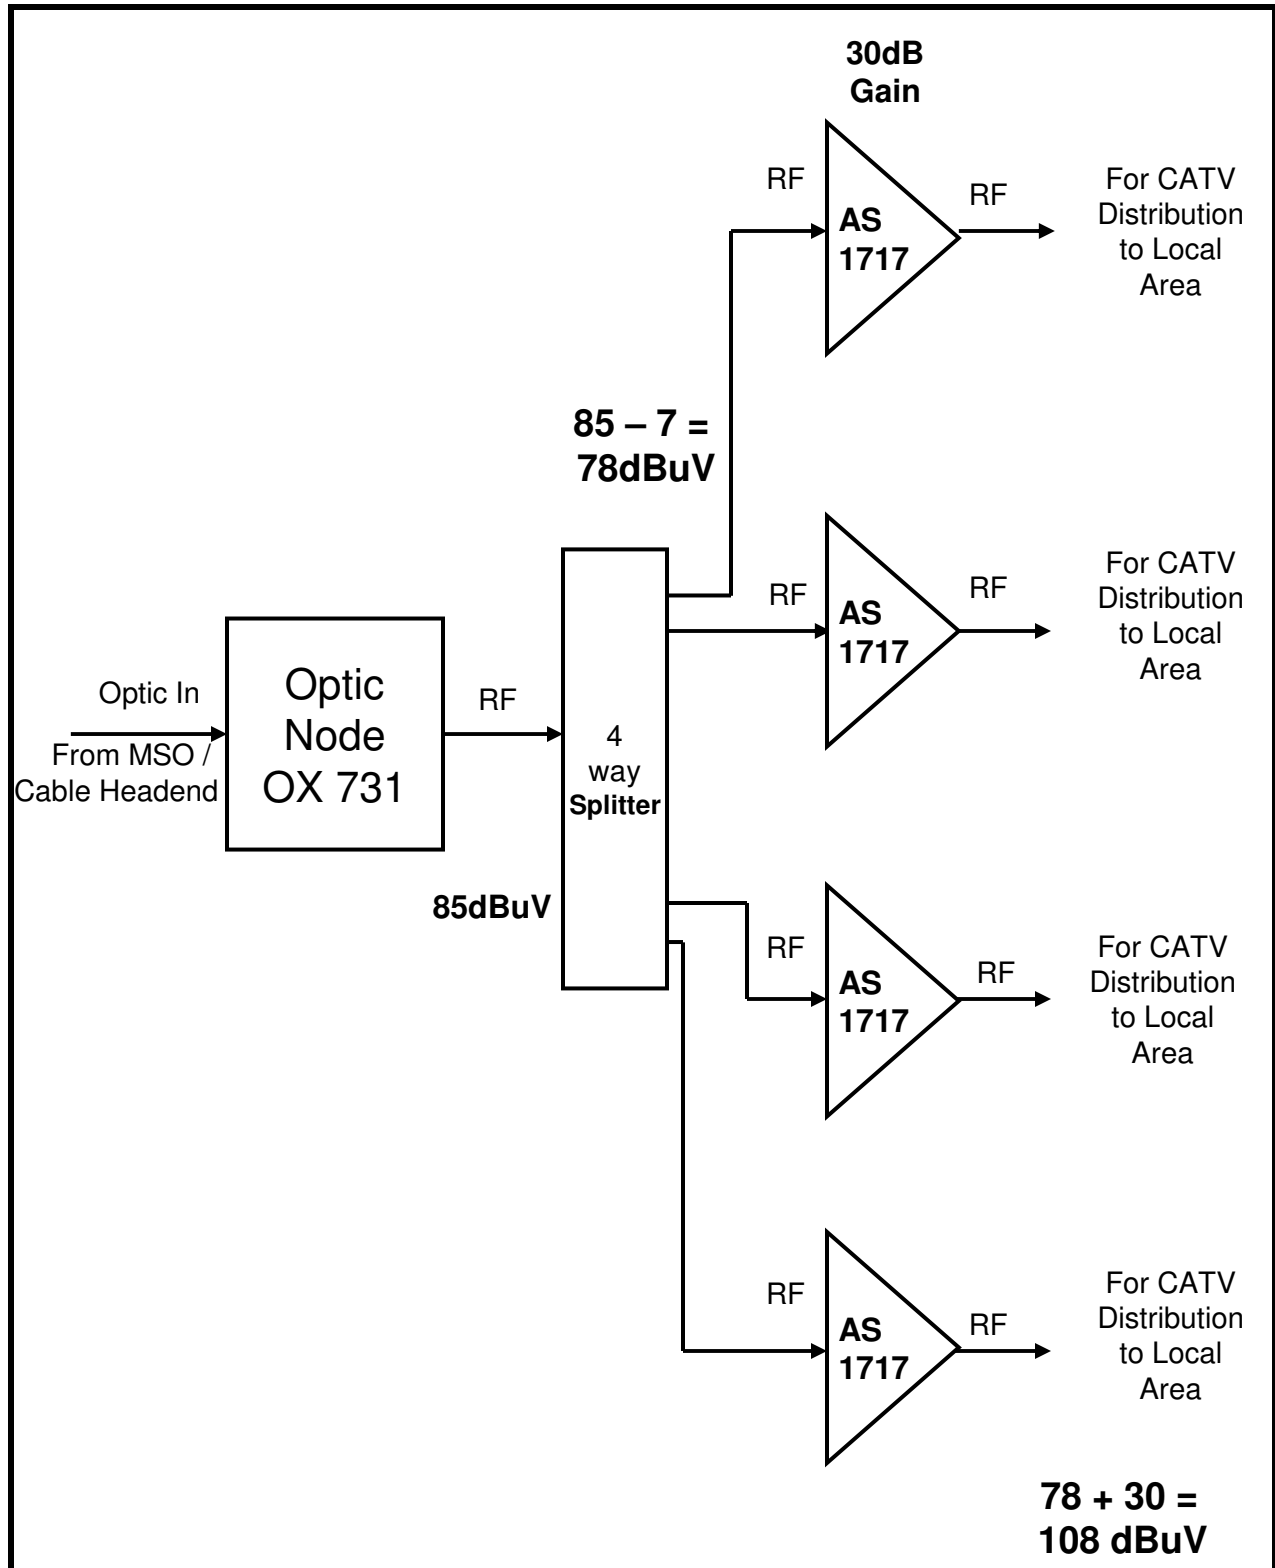 30dB
Gain
RF
AS
1717
RF
For CATV
Distribution
to Local
Area
85 – 7 =
78dBuV
RF
AS
1717
RF
For CATV
Distribution
to Local
Area
Optic In
From MSO /
Cable Headend
Optic
Node
OX 731
RF
4
way
Splitter
85dBuV
RF
AS
1717
RF
For CATV
Distribution
to Local
Area
RF
AS
1717
RF
For CATV
Distribution
to Local
Area
78 + 30 =
108 dBuV